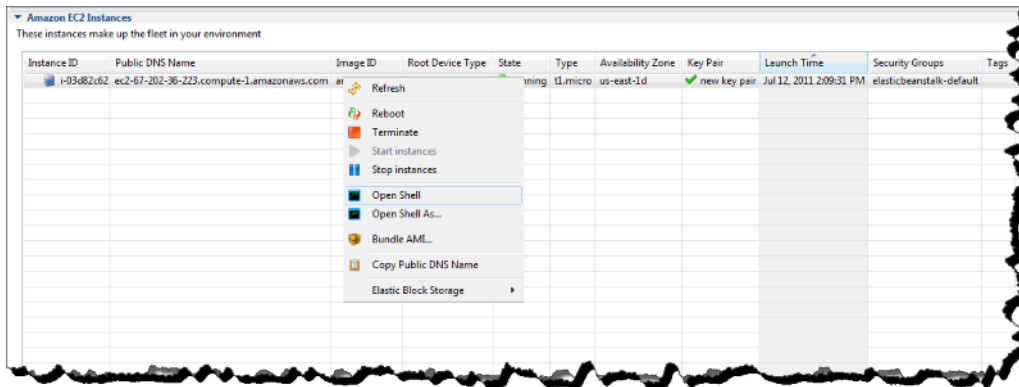 Amazon EC2 Instances
These instances make up the fleet in your environment
Instance ID Public DNS Name Image ID Root Device Type State Type Availability Zone Key Pair Launch Time Security Groups Tags
i-03d82c62 ec2-67-202-36-223.compute-1.amazonaws.com t1.micro us-east-1d new key pair Jul 12, 2011 2:09:31 PM elasticbeanstalk-default
Refresh
Reboot
Terminate
Start instances
Stop instances
Open Shell
Open Shell As...
Bundle AMI...
Copy Public DNS Name
Elastic Block Storage